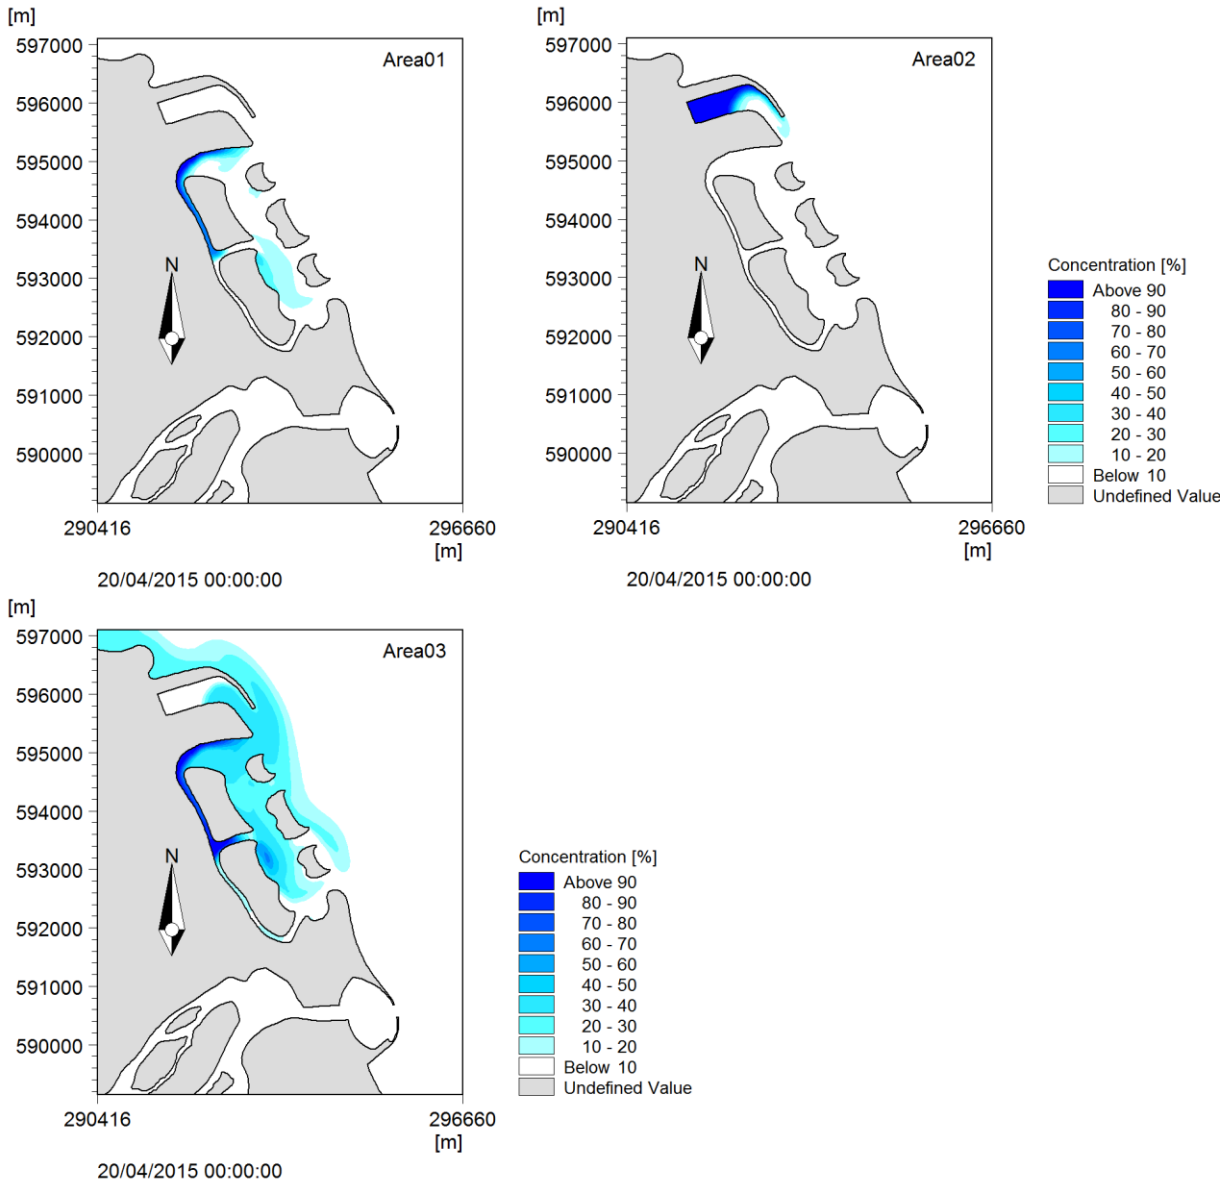 [m]
597000
596000
595000
594000
593000
592000
591000
590000
Area01
N
290416
296660
[m]
20/04/2015 00:00:00
[m]
597000
596000
595000
594000
593000
592000
591000
590000
Area02
N
290416
296660
[m]
20/04/2015 00:00:00
Concentration [%]
Above 90
80 - 90
70 - 80
60 - 70
50 - 60
40 - 50
30 - 40
20 - 30
10 - 20
Below 10
Undefined Value
[m]
597000
596000
595000
594000
593000
592000
591000
590000
Area03
N
290416
296660
[m]
20/04/2015 00:00:00
Concentration [%]
Above 90
80 - 90
70 - 80
60 - 70
50 - 60
40 - 50
30 - 40
20 - 30
10 - 20
Below 10
Undefined Value